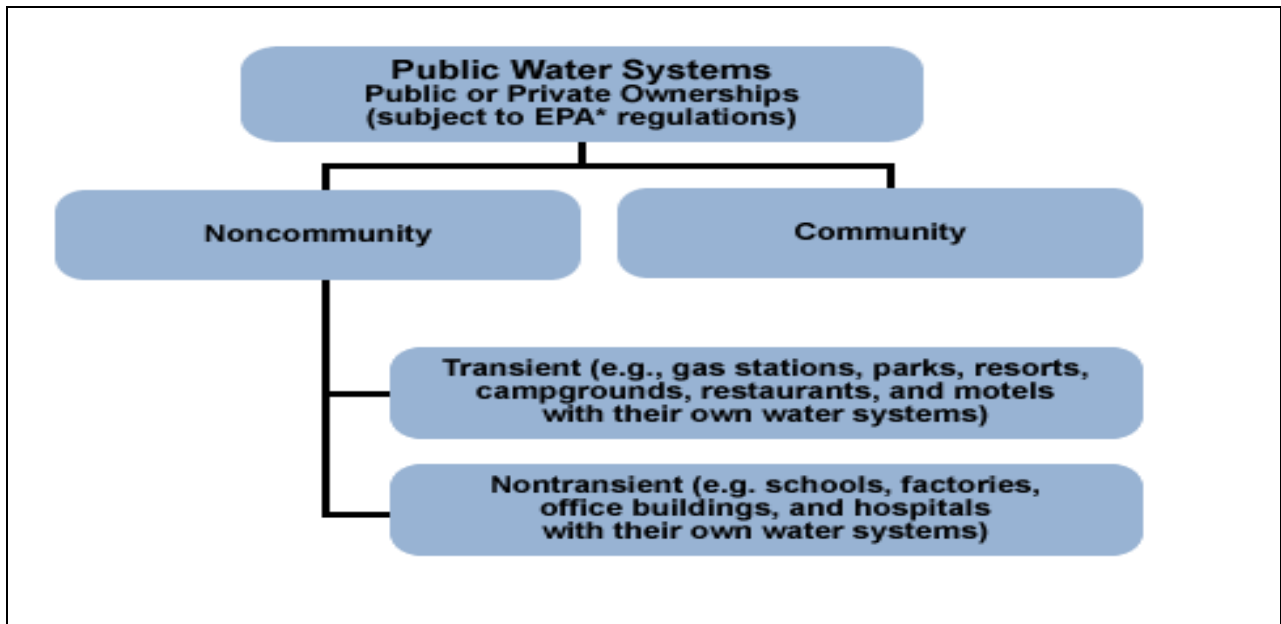 Public Water Systems
Public or Private Ownerships
(subject to EPA* regulations)
Noncommunity
Community
Transient (e.g., gas stations, parks, resorts,
campgrounds, restaurants, and motels
with their own water systems)
Nontransient (e.g. schools, factories,
office buildings, and hospitals
with their own water systems)